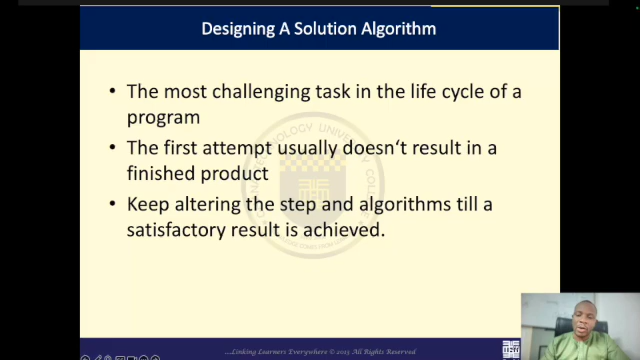 Designing A Solution Algorithm
• The most challenging task in the life cycle of a
program
• The first attempt usually doesn‘t result in a
finished product
• Keep altering the step and algorithms till a
satisfactory result is achieved.
...Linking Learners Everywhere © 2015 All Rights Reserved